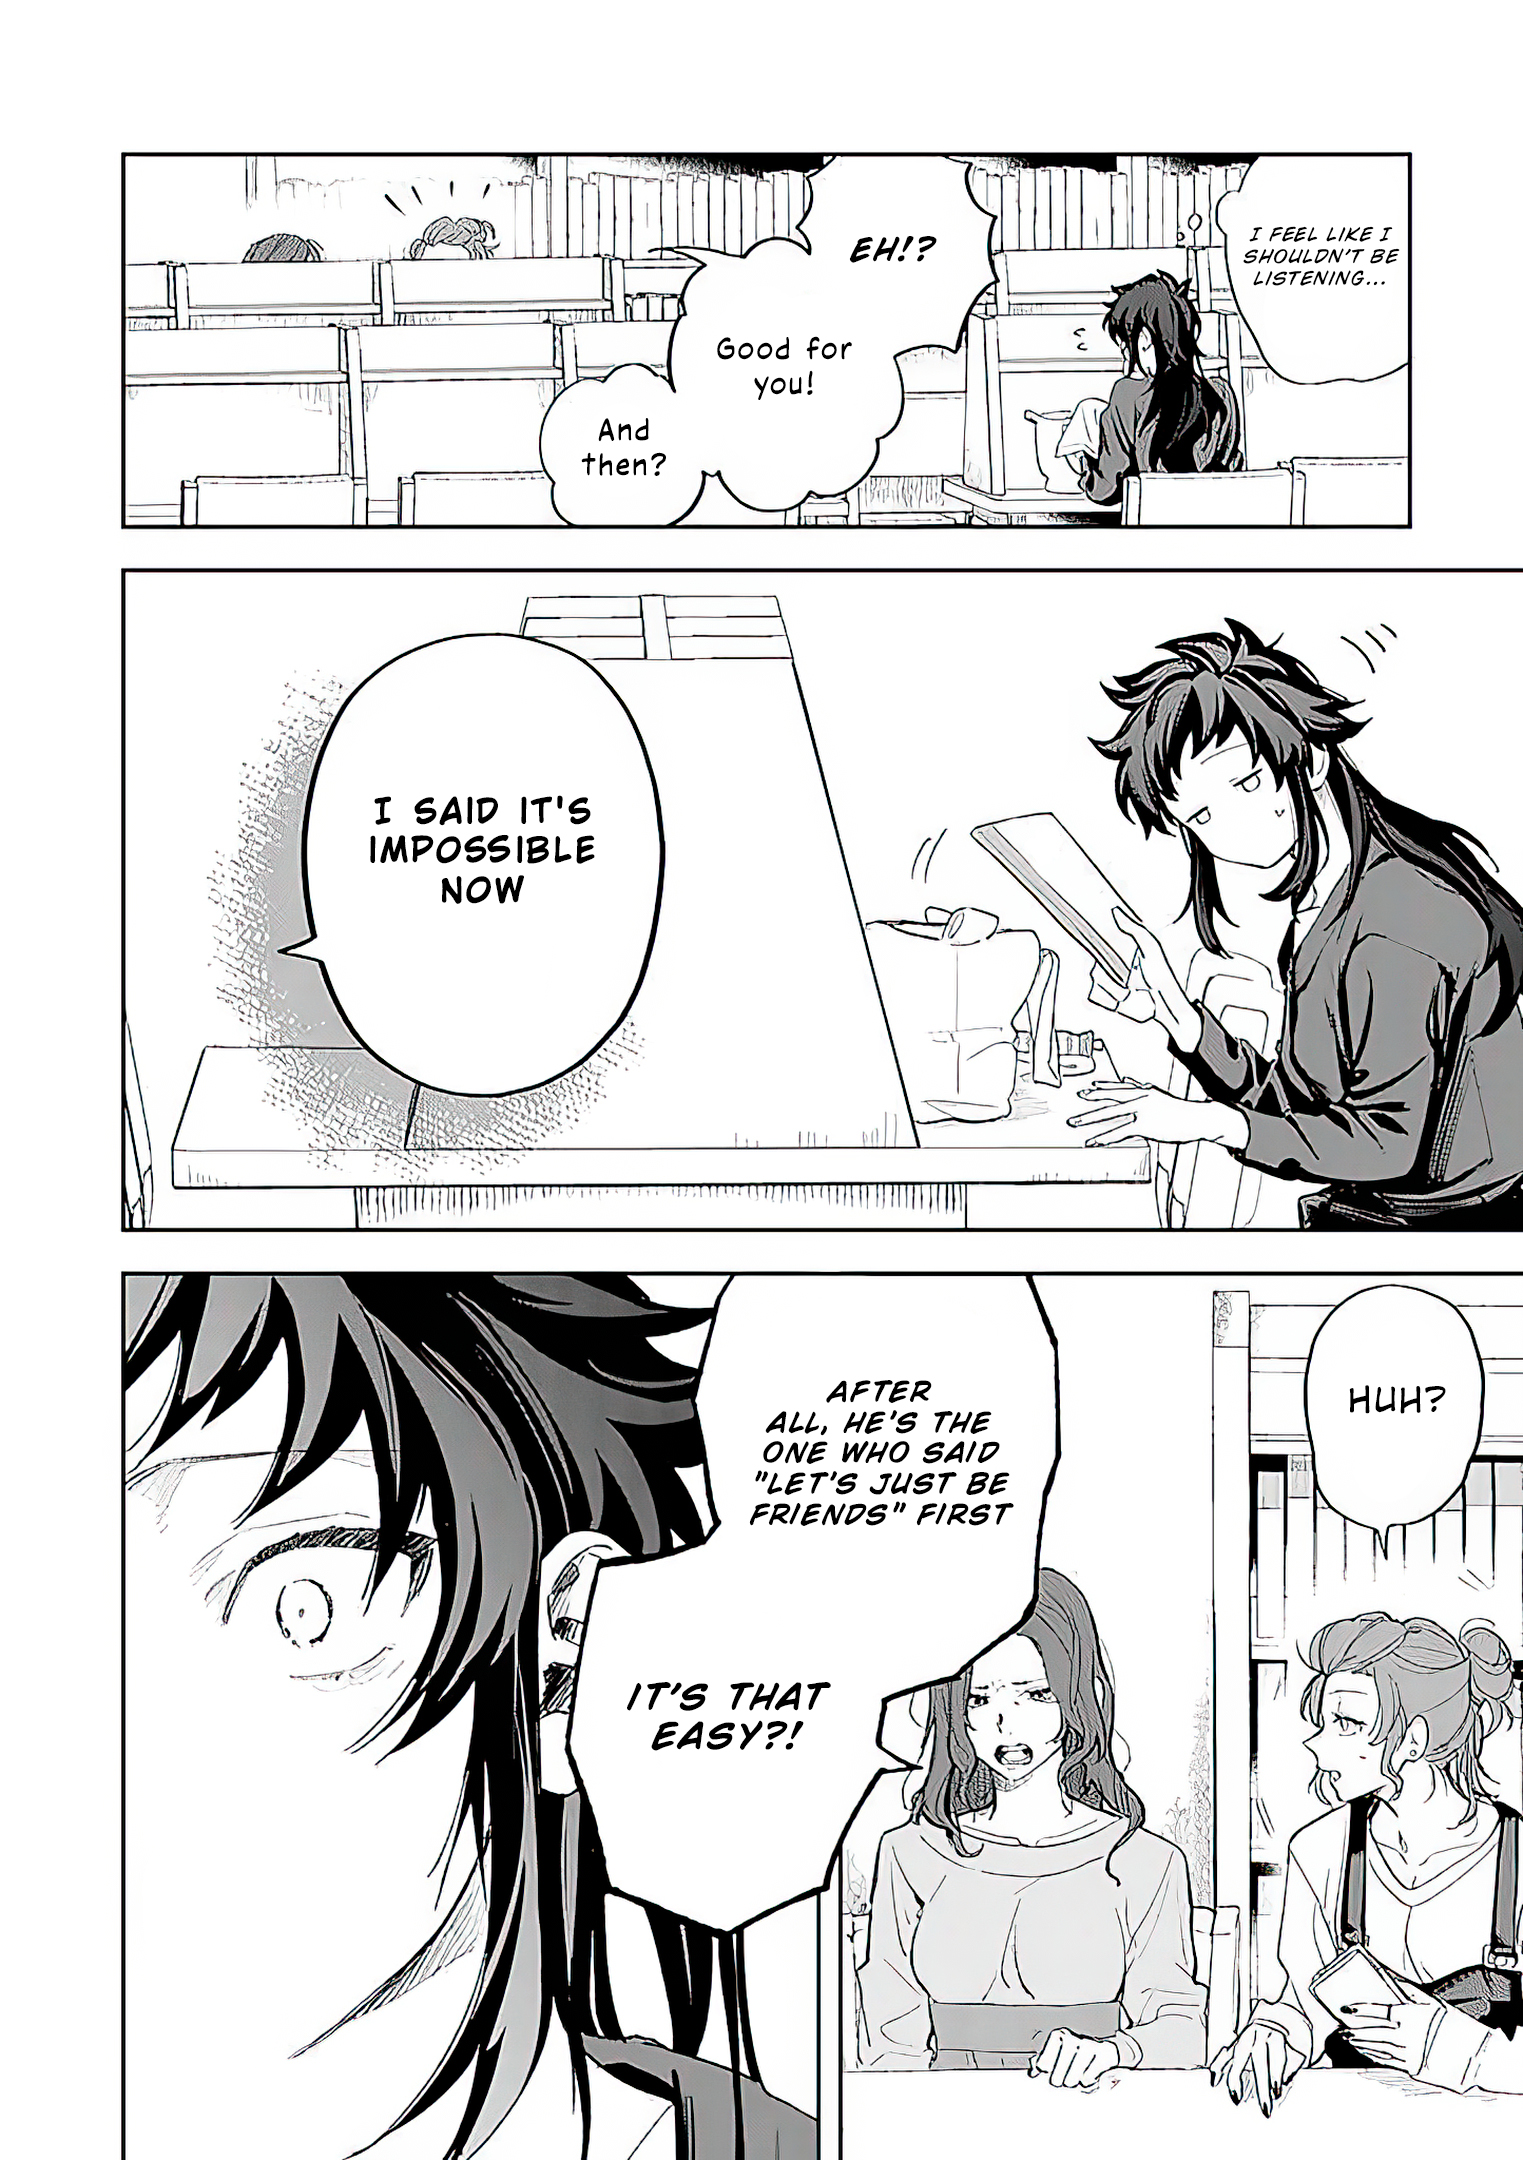 I FEEL LIKE I
SHOULDN'T BE
LISTENING...
EH!?
Good for
you!
And
then?
I SAID IT'S
IMPOSSIBLE
NOW
HUH?
AFTER
ALL, HE'S THE
ONE WHO SAID
"LET'S JUST BE
FRIENDS" FIRST
IT'S THAT
EASY?!